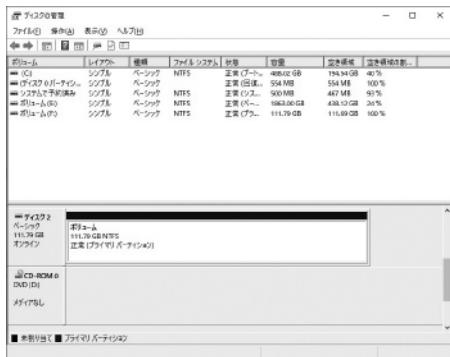 ディスクの管理
ファイル(F) 操作(A) 表示(V) ヘルプ(H)
ボリューム レイアウト 種類 ファイル システム 状態 容量 空き領域 空き領域の割...
(C:) シンプル ベーシック NTFS 正常 (ブート... 488.02 GB 194.54 GB 40 %
(ディスク 0 パーティシ... シンプル ベーシック 正常 (回復... 554 MB 554 MB 100 %
システムで予約済み シンプル ベーシック NTFS 正常 (シス... 500 MB 467 MB 93 %
ボリューム (E:) シンプル ベーシック NTFS 正常 (ベー... 1863.00 GB 438.12 GB 24 %
ボリューム (F:) シンプル ベーシック NTFS 正常 (プラ... 111.79 GB 111.69 GB 100 %
ディスク 2
ベーシック
111.79 GB
オンライン
ボリューム
111.79 GB NTFS
正常 (プライマリ パーティション)
CD-ROM 0
DVD (D:)
メディアなし
未割り当て プライマリ パーティション